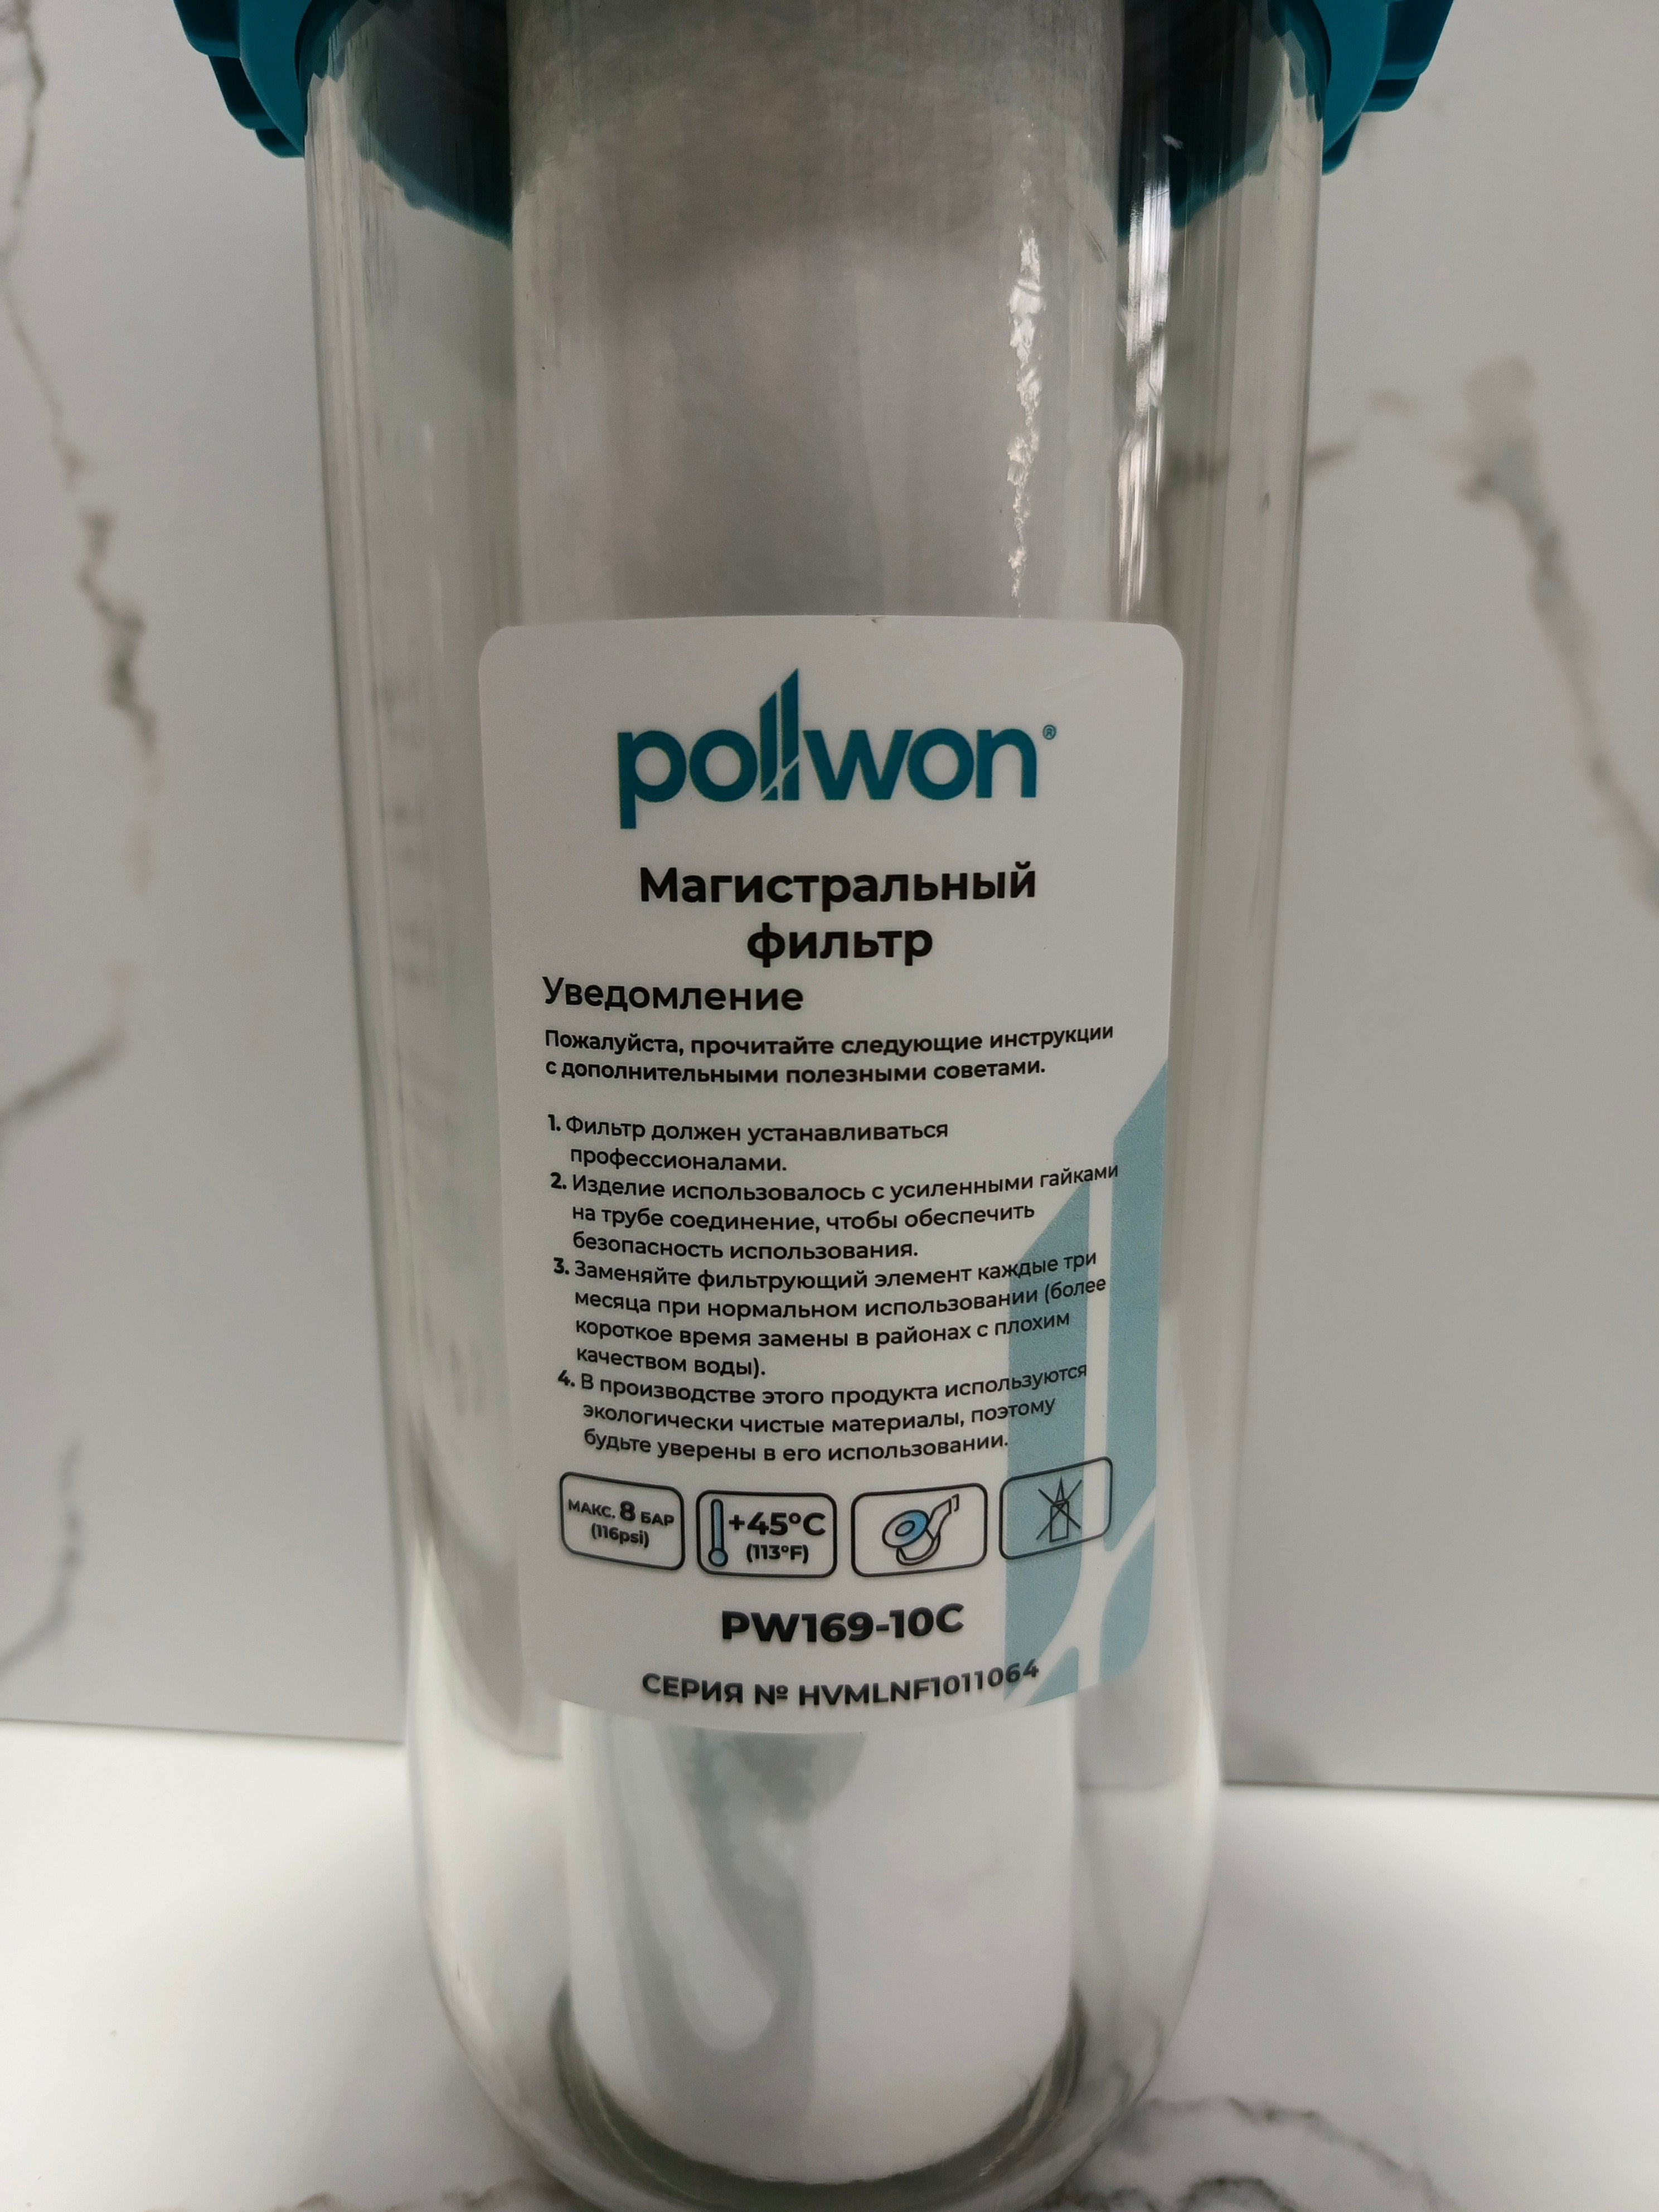 pollwon®
Магистральный
фильтр
Уведомление
Пожалуйста, прочитайте следующие инструкции
с дополнительными полезными советами.
1. Фильтр должен устанавливаться
профессионалами.
2. Изделие использовалось с усиленными гайками
на трубе соединение, чтобы обеспечить
безопасность использования.
3. Заменяйте фильтрующий элемент каждые три
месяца при нормальном использовании (более
короткое время замены в районах с плохим
качеством воды).
4. В производстве этого продукта используются
экологически чистые материалы, поэтому
будьте уверены в его использовании.
МАКС. 8 БАР
(116psi)
+45°C
(113°F)
PW169-10C
СЕРИЯ № HVMLNF1011064